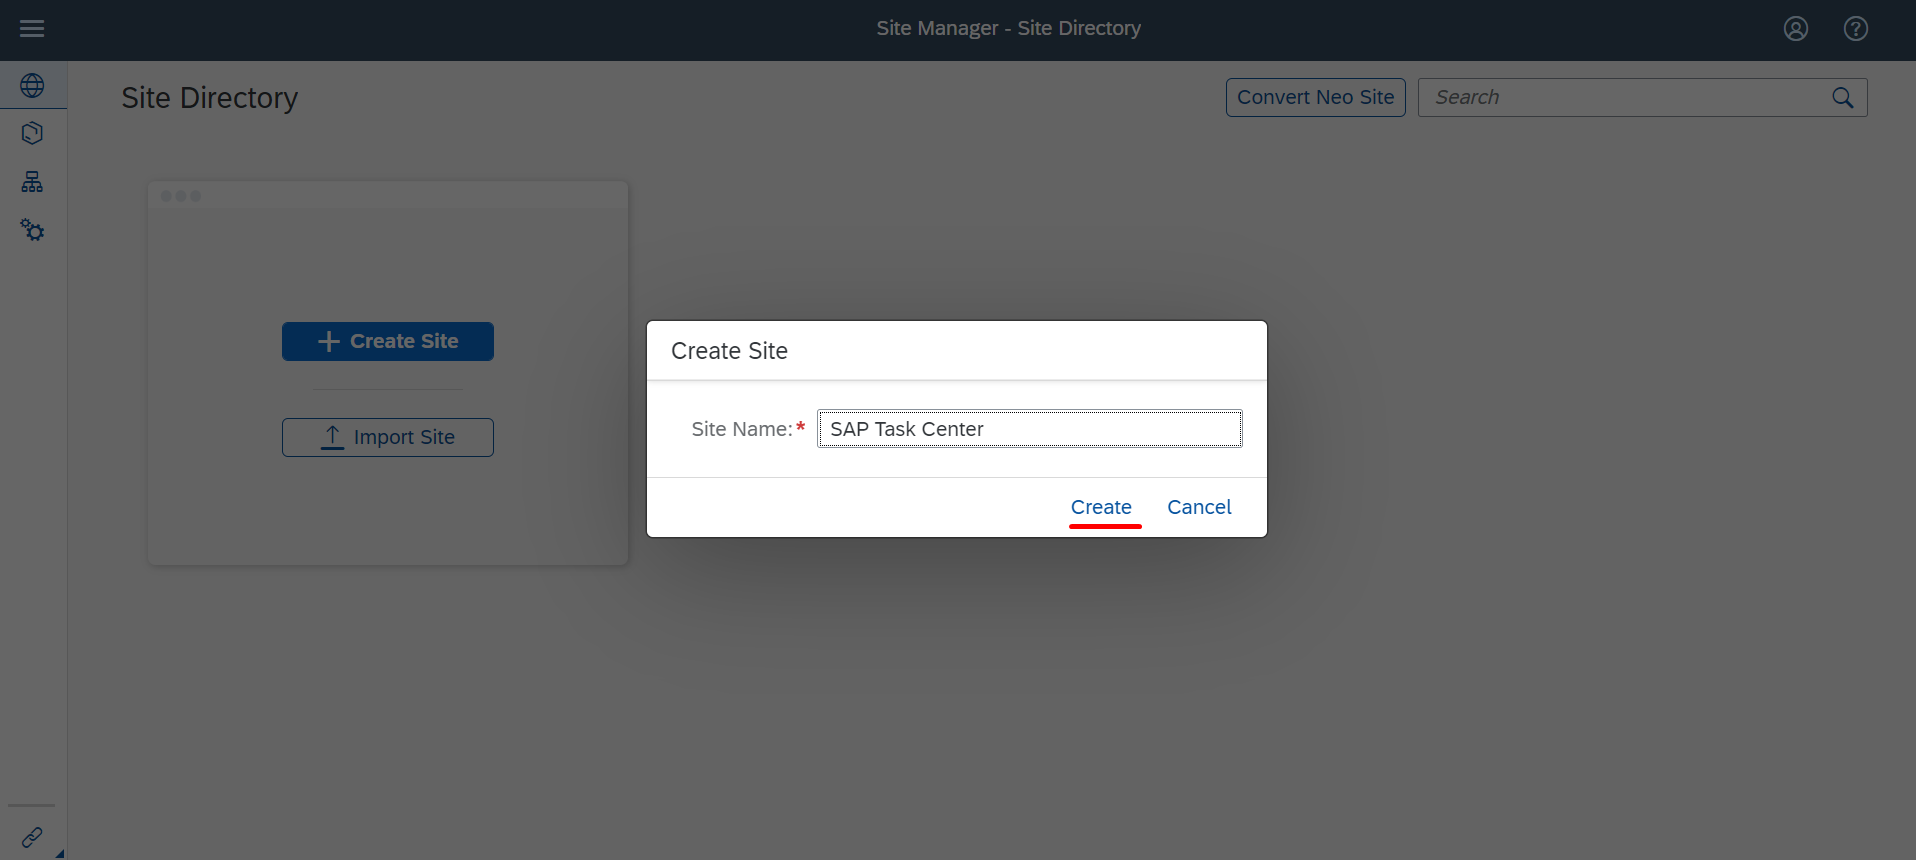 Site Manager - Site Directory
Site Directory
Convert Neo Site
Search
Create Site
Import Site
Create Site
Site Name:*
SAP Task Center
Create
Cancel